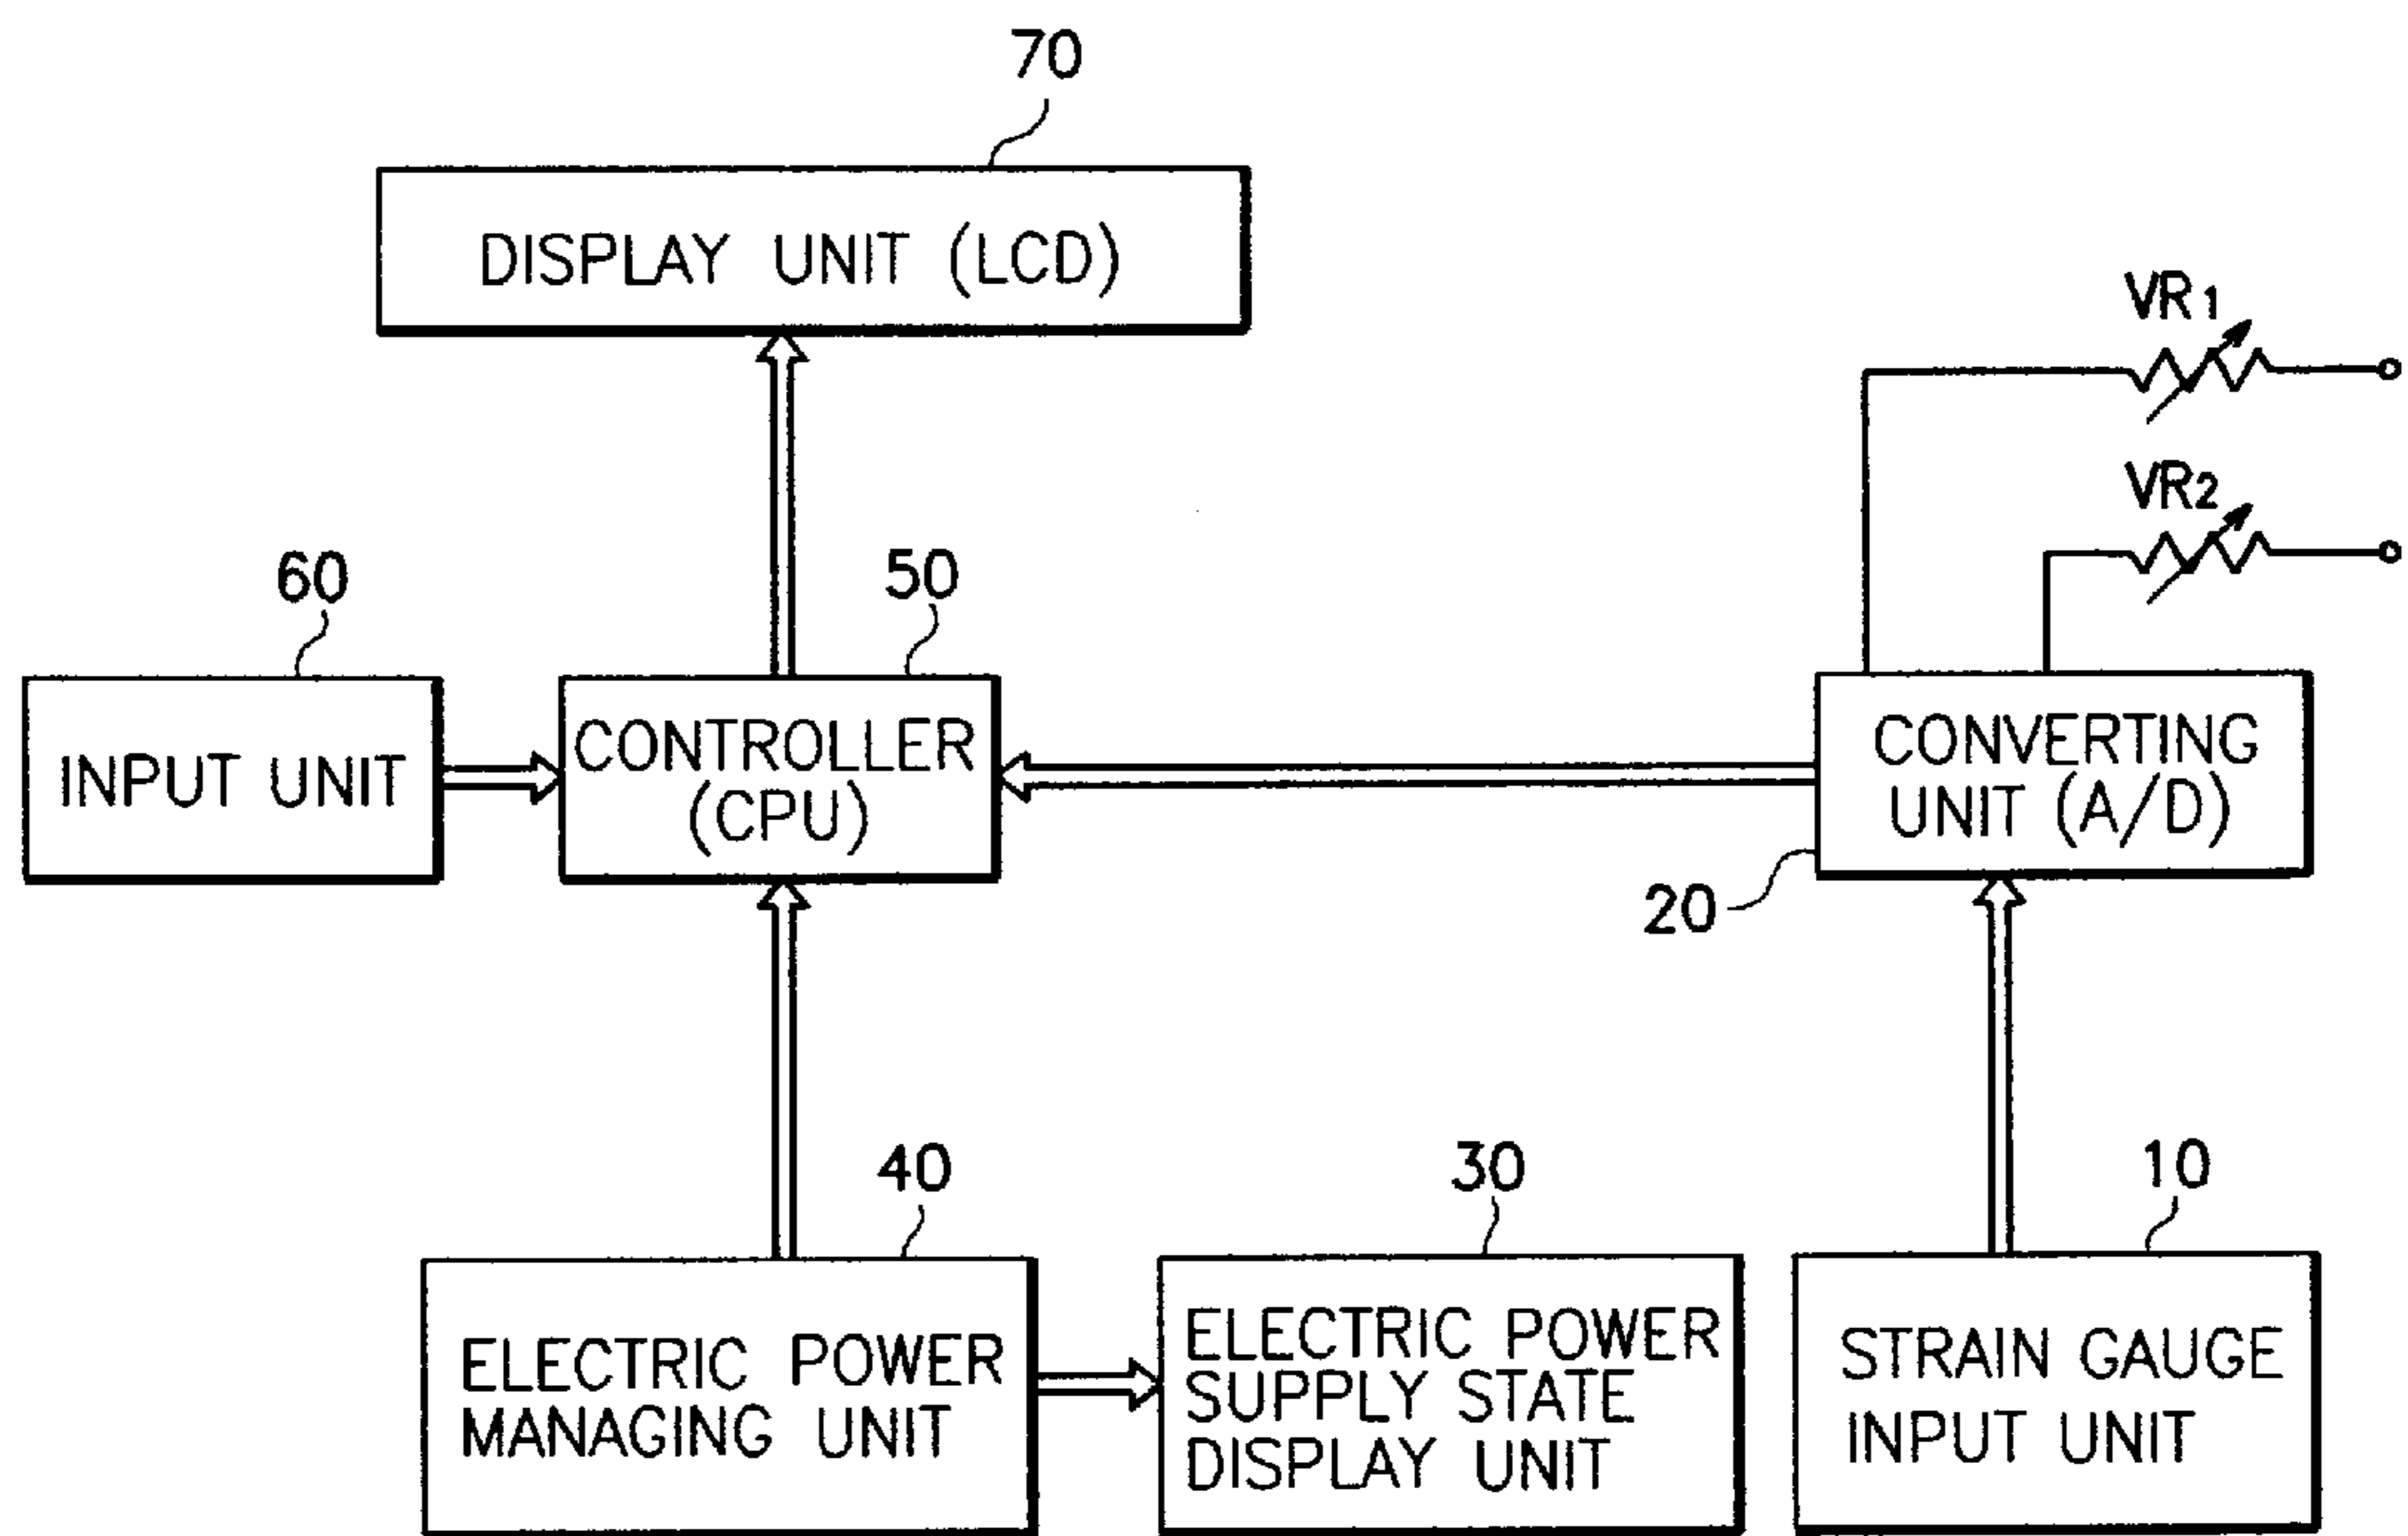 70
DISPLAY UNIT (LCD)
VR1
VR2
60
50
INPUT UNIT
CONTROLLER
(CPU)
CONVERTING
UNIT (A/D)
20
40
30
10
ELECTRIC POWER
MANAGING UNIT
ELECTRIC POWER
SUPPLY STATE
DISPLAY UNIT
STRAIN GAUGE
INPUT UNIT